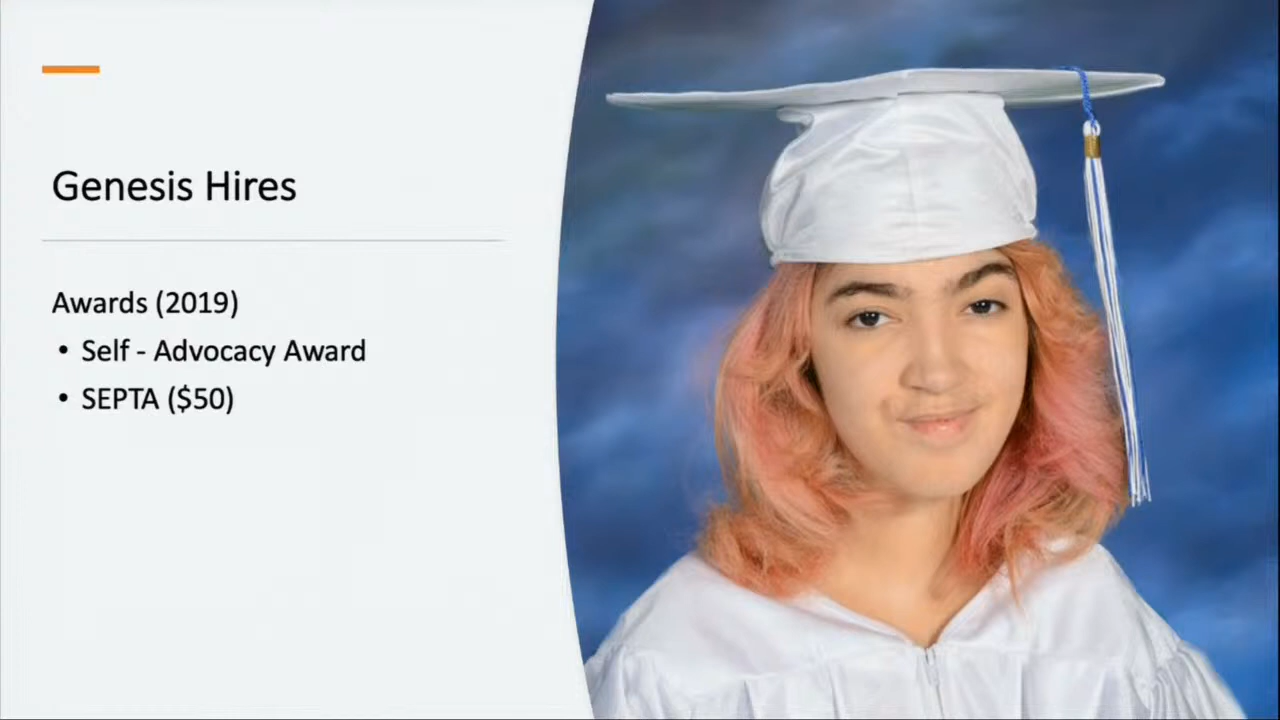 Genesis Hires
Awards (2019)
• Self - Advocacy Award
• SEPTA ($50)